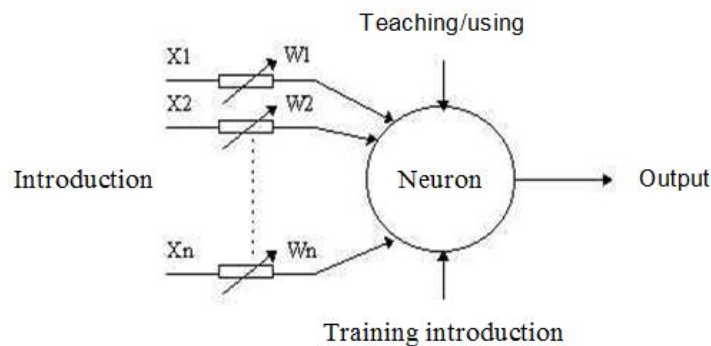 Teaching/using
X1 W1
X2 W2
Introduction
Neuron
Output
Xn Wn
Training introduction